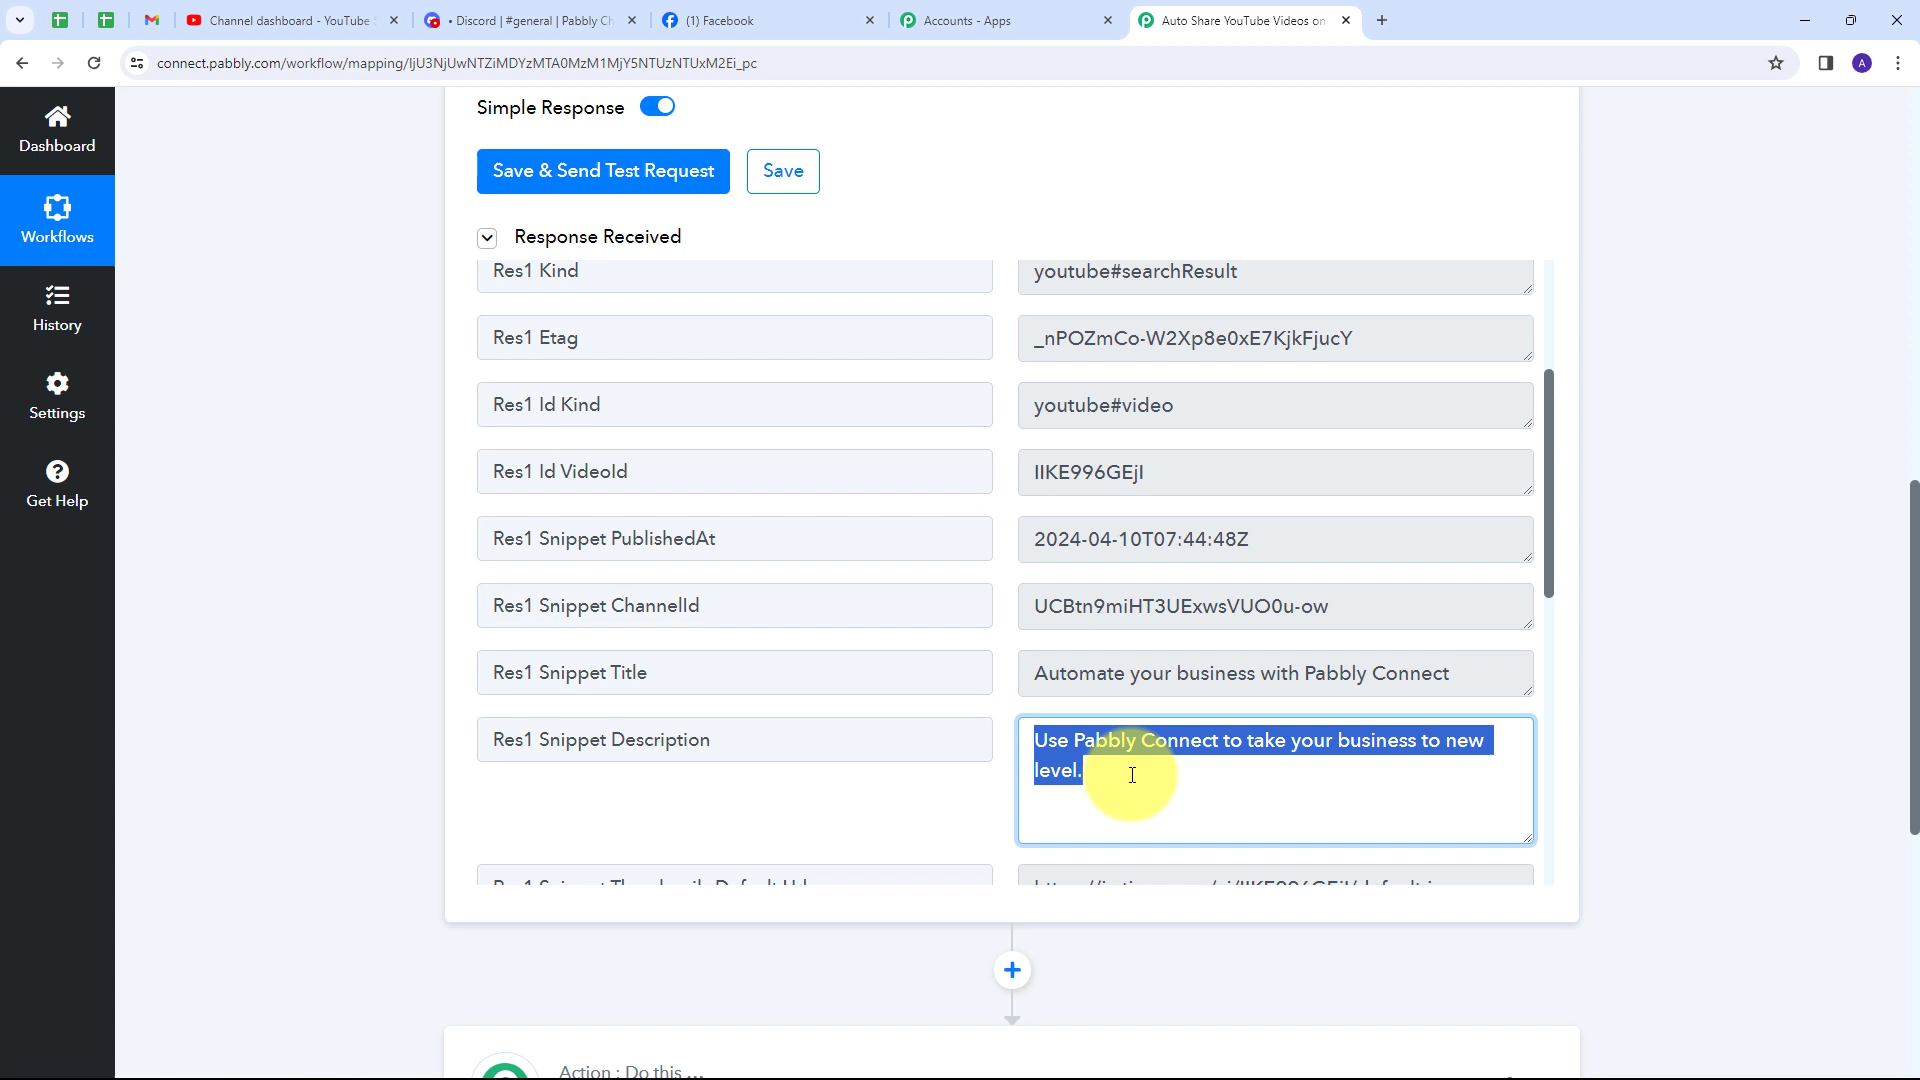 Channel dashboard - YouTube S
• Discord | #general | Pabbly Ch
(1) Facebook
Accounts - Apps
Auto Share YouTube Videos on
connect.pabbly.com/workflow/mapping/IjU3NjUwNTZiMDYzMTA0MzM1MjY5NTUzNTUxM2Ei_pc
A
Dashboard
Workflows
History
Settings
Get Help
Simple Response
Save & Send Test Request
Save
Response Received
Res1 Kind
youtube#searchResult
Res1 Etag
_nPOZmCo-W2Xp8e0xE7KjkFjucY
Res1 Id Kind
youtube#video
Res1 Id VideoId
IIKE996GEjI
Res1 Snippet PublishedAt
2024-04-10T07:44:48Z
Res1 Snippet ChannelId
UCBtn9miHT3UExwsVUO0u-ow
Res1 Snippet Title
Automate your business with Pabbly Connect
Res1 Snippet Description
Use Pabbly Connect to take your business to new
level.
Action : Do this ...